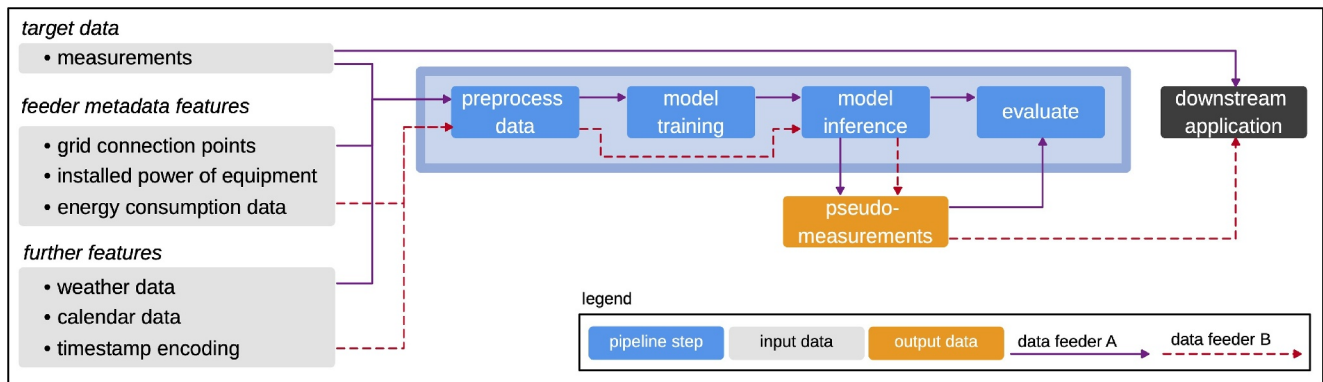 target data
• measurements
feeder metadata features
• grid connection points
• installed power of equipment
• energy consumption data
further features
• weather data
• calendar data
• timestamp encoding
preprocess
data
model
training
model
inference
evaluate
downstream
application
pseudo-
measurements
legend
pipeline step
input data
output data
data feeder A
data feeder B